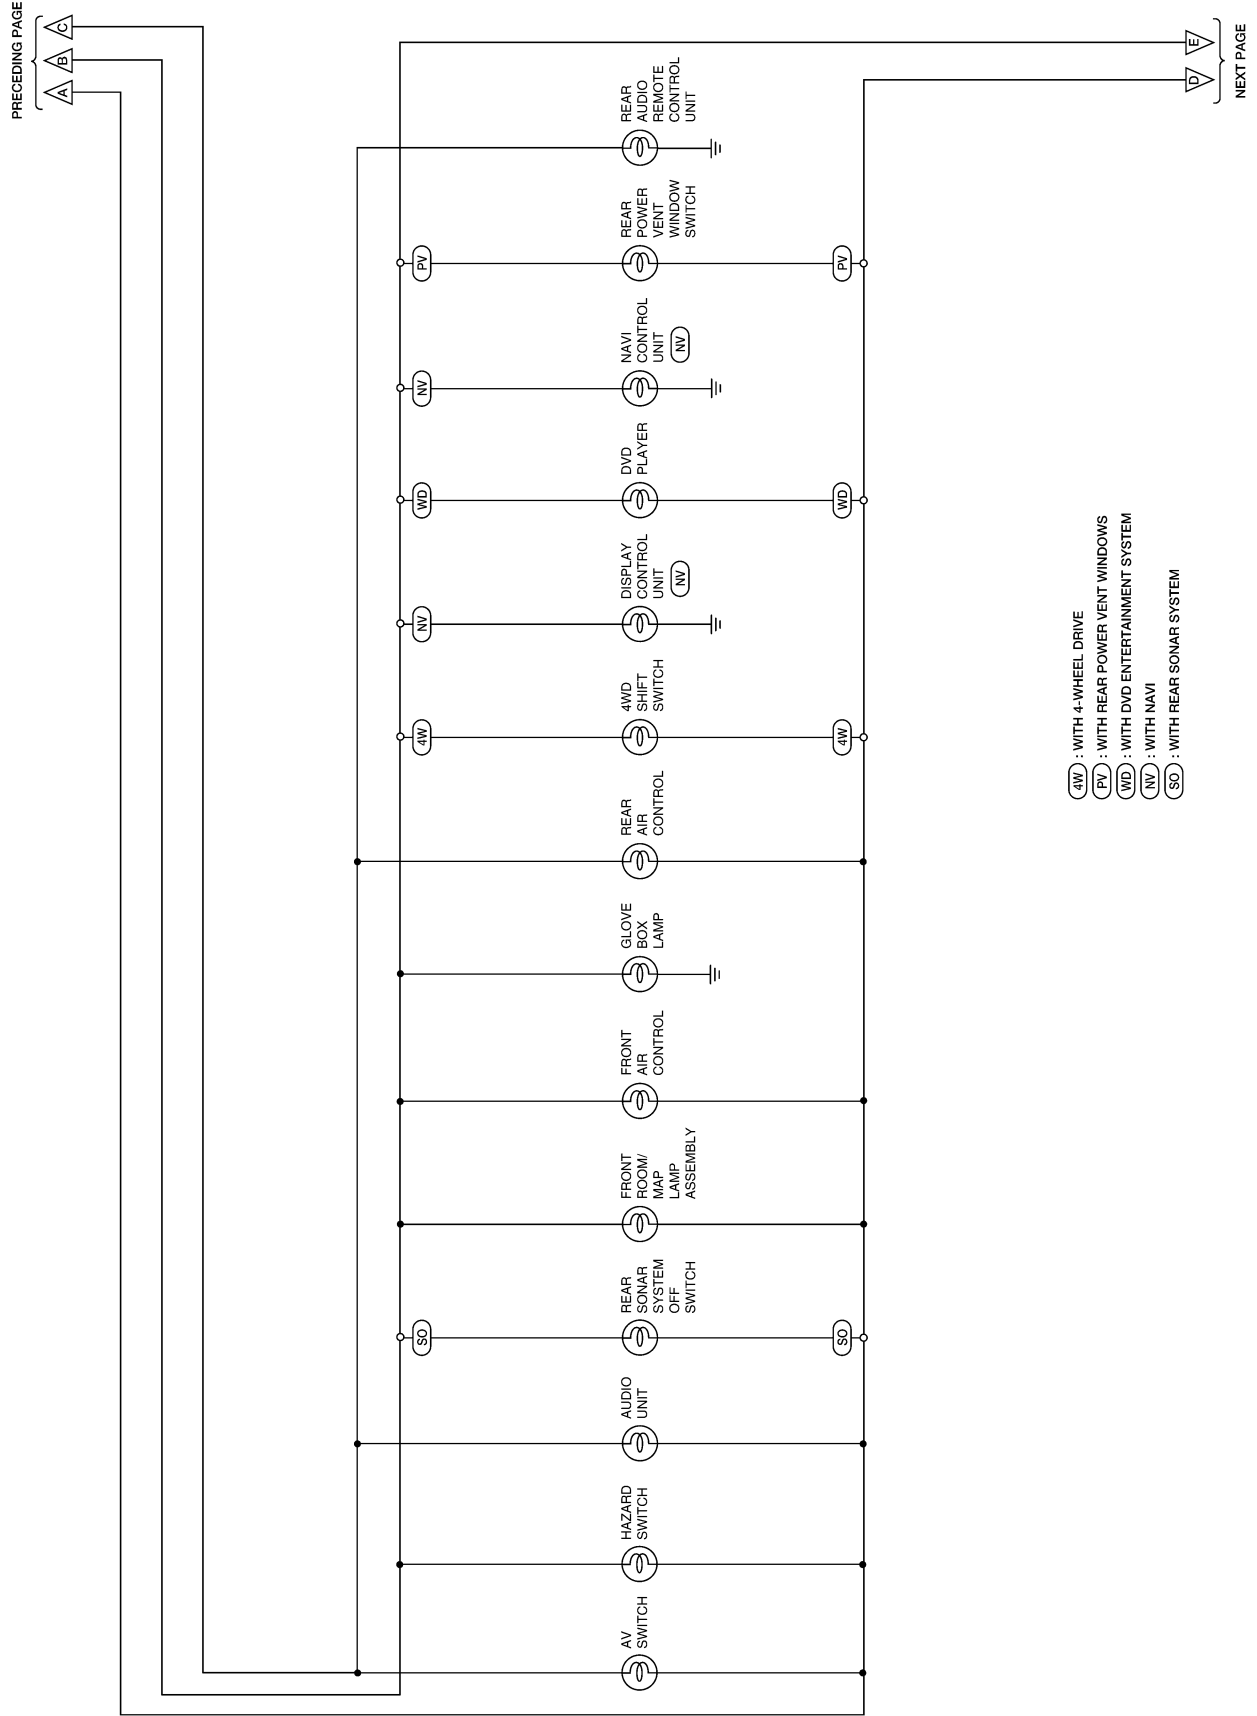 PRECEDING PAGE
A
B
C
SO
4W
NV
WD
NV
PV
AV
SWITCH
HAZARD
SWITCH
AUDIO
UNIT
REAR
SONAR
SYSTEM
OFF
SWITCH
FRONT
ROOM/
MAP
LAMP
ASSEMBLY
FRONT
AIR
CONTROL
GLOVE
BOX
LAMP
REAR
AIR
CONTROL
4WD
SHIFT
SWITCH
DISPLAY
CONTROL
UNIT
NV
DVD
PLAYER
NAVI
CONTROL
UNIT
NV
REAR
POWER
VENT
WINDOW
SWITCH
REAR
AUDIO
REMOTE
CONTROL
UNIT
SO
4W
WD
PV
4W : WITH 4-WHEEL DRIVE
PV : WITH REAR POWER VENT WINDOWS
WD : WITH DVD ENTERTAINMENT SYSTEM
NV : WITH NAVI
SO : WITH REAR SONAR SYSTEM
D
E
NEXT PAGE